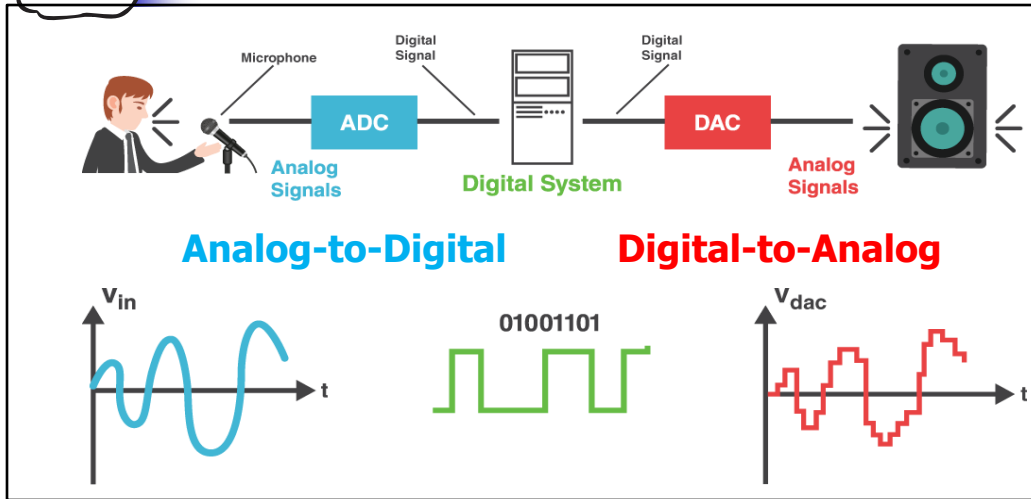 Microphone
Digital
Signal
Digital
Signal
ADC
DAC
Analog
Signals
Digital System
Analog
Signals
Analog-to-Digital
Digital-to-Analog
Vin
01001101
Vdac
t
t